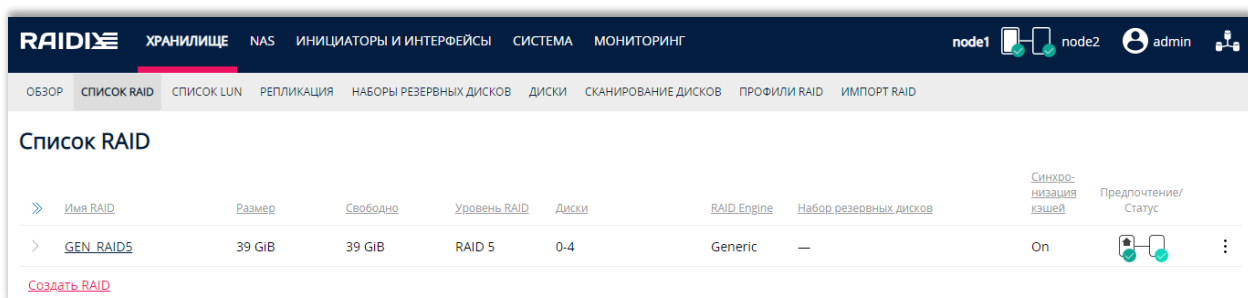 RAIDIX ХРАНИЛИЩЕ NAS ИНИЦИАТОРЫ И ИНТЕРФЕЙСЫ СИСТЕМА МОНИТОРИНГ node1 node2 admin
ОБЗОР СПИСОК RAID СПИСОК LUN РЕПЛИКАЦИЯ НАБОРЫ РЕЗЕРВНЫХ ДИСКОВ ДИСКИ СКАНИРОВАНИЕ ДИСКОВ ПРОФИЛИ RAID ИМПОРТ RAID
Список RAID
Имя RAID Размер Свободно Уровень RAID Диски RAID Engine Набор резервных дисков Синхро-
низация
кэшей Предпочтение/
Статус
GEN_RAID5 39 GiB 39 GiB RAID 5 0-4 Generic — On
Создать RAID